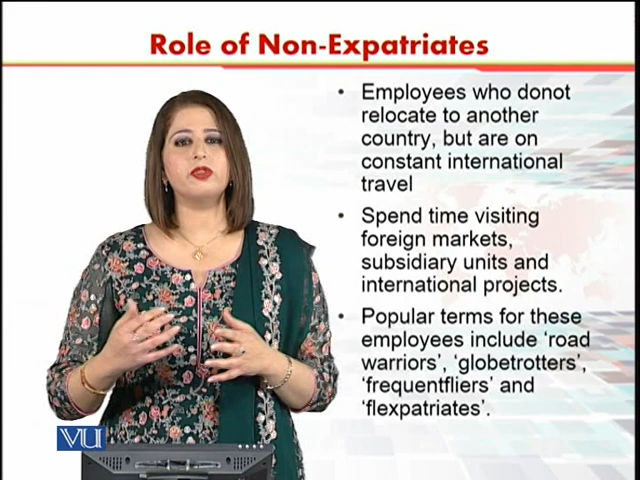 Role of Non-Expatriates
• Employees who donot
relocate to another
country, but are on
constant international
travel
• Spend time visiting
foreign markets,
subsidiary units and
international projects.
• Popular terms for these
employees include ‘road
warriors’, ‘globetrotters’,
‘frequentfliers’ and
‘flexpatriates’.
VU